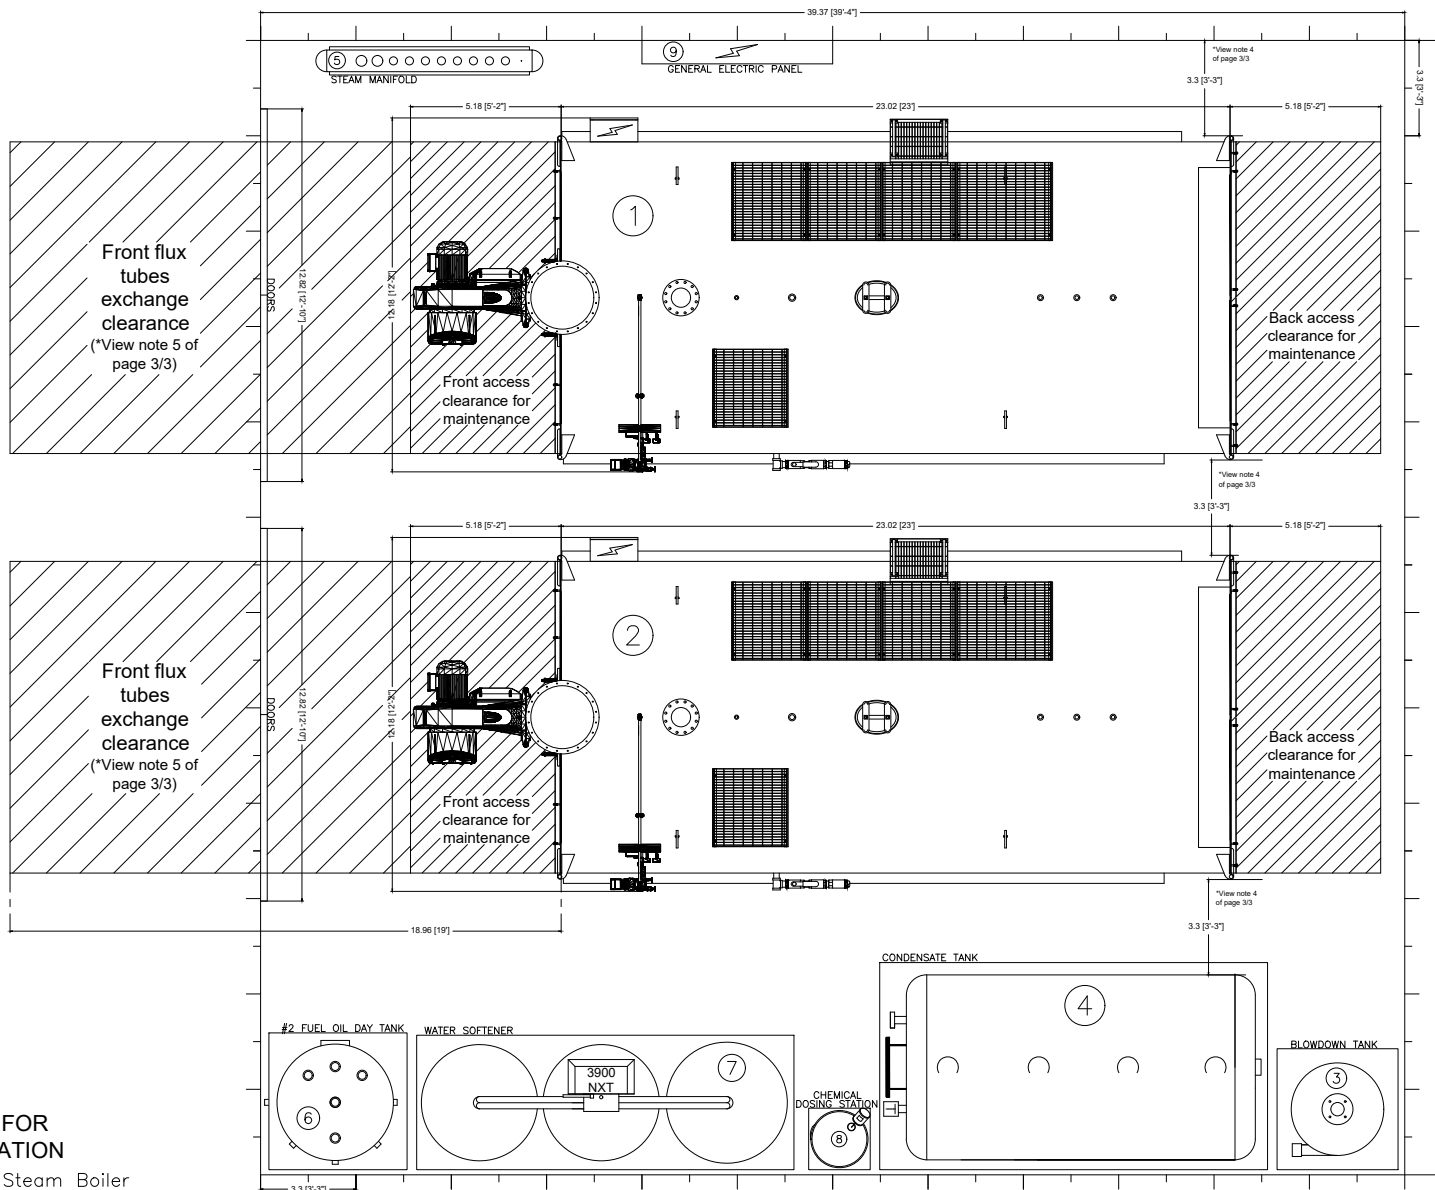 39.37 [39'-4"]
5
STEAM MANIFOLD
9
GENERAL ELECTRIC PANEL
*View note 4
of page 3/3
3.3 [3'-3"]
3.3 [3'-3"]
5.18 [5'-2"]
23.02 [23']
5.18 [5'-2"]
1
Front flux
tubes
exchange
clearance
(*View note 5 of
page 3/3)
DOORS
12.82 [12'-10"]
12.18 [12'-2"]
Front access
clearance for
maintenance
Back access
clearance for
maintenance
*View note 4
of page 3/3
3.3 [3'-3"]
5.18 [5'-2"]
23.02 [23']
5.18 [5'-2"]
2
Front flux
tubes
exchange
clearance
(*View note 5 of
page 3/3)
DOORS
12.82 [12'-10"]
12.18 [12'-2"]
Front access
clearance for
maintenance
Back access
clearance for
maintenance
*View note 4
of page 3/3
3.3 [3'-3"]
18.96 [19']
CONDENSATE TANK
4
#2 FUEL OIL DAY TANK
6
WATER SOFTENER
7
3900
NXT
CHEMICAL
DOSING STATION
8
BLOWDOWN TANK
3
FOR
ATION
Steam Boiler
3.3 [3'-3"]